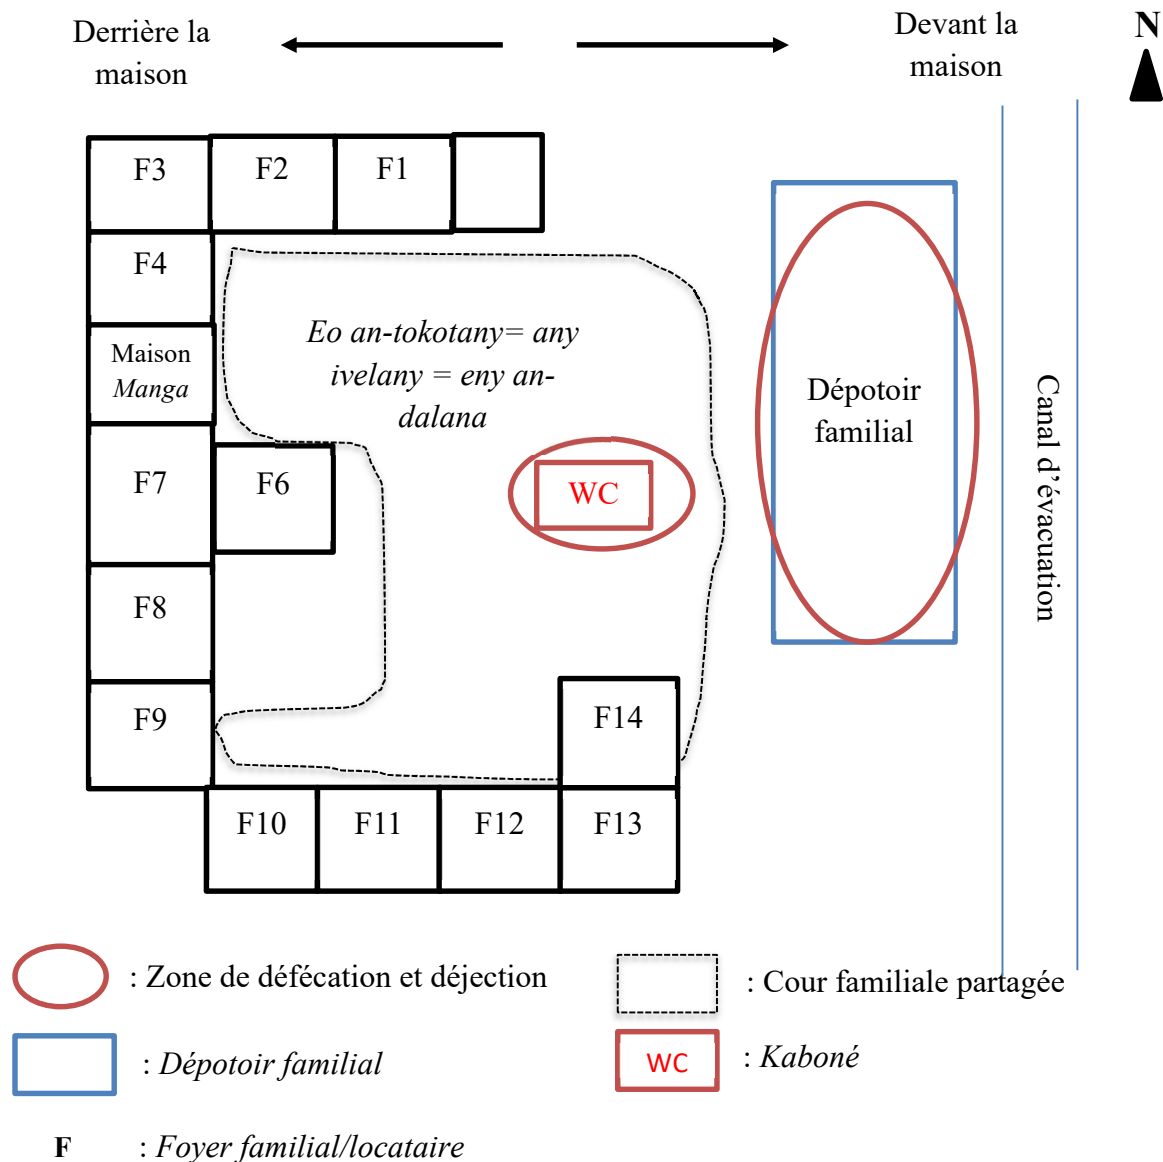 Derrière la
maison
Devant la
maison
N
F3
F2
F1
F4
Maison
Manga
Eo an-tokotany= any
ivelany = eny an-
dalana
Dépotoir
familial
Canal d'évacuation
F7
F6
WC
F8
F9
F14
F10
F11
F12
F13
: Zone de défécation et déjection
: Cour familiale partagée
: Dépotoir familial
WC
: Kaboné
F
: Foyer familial/locataire